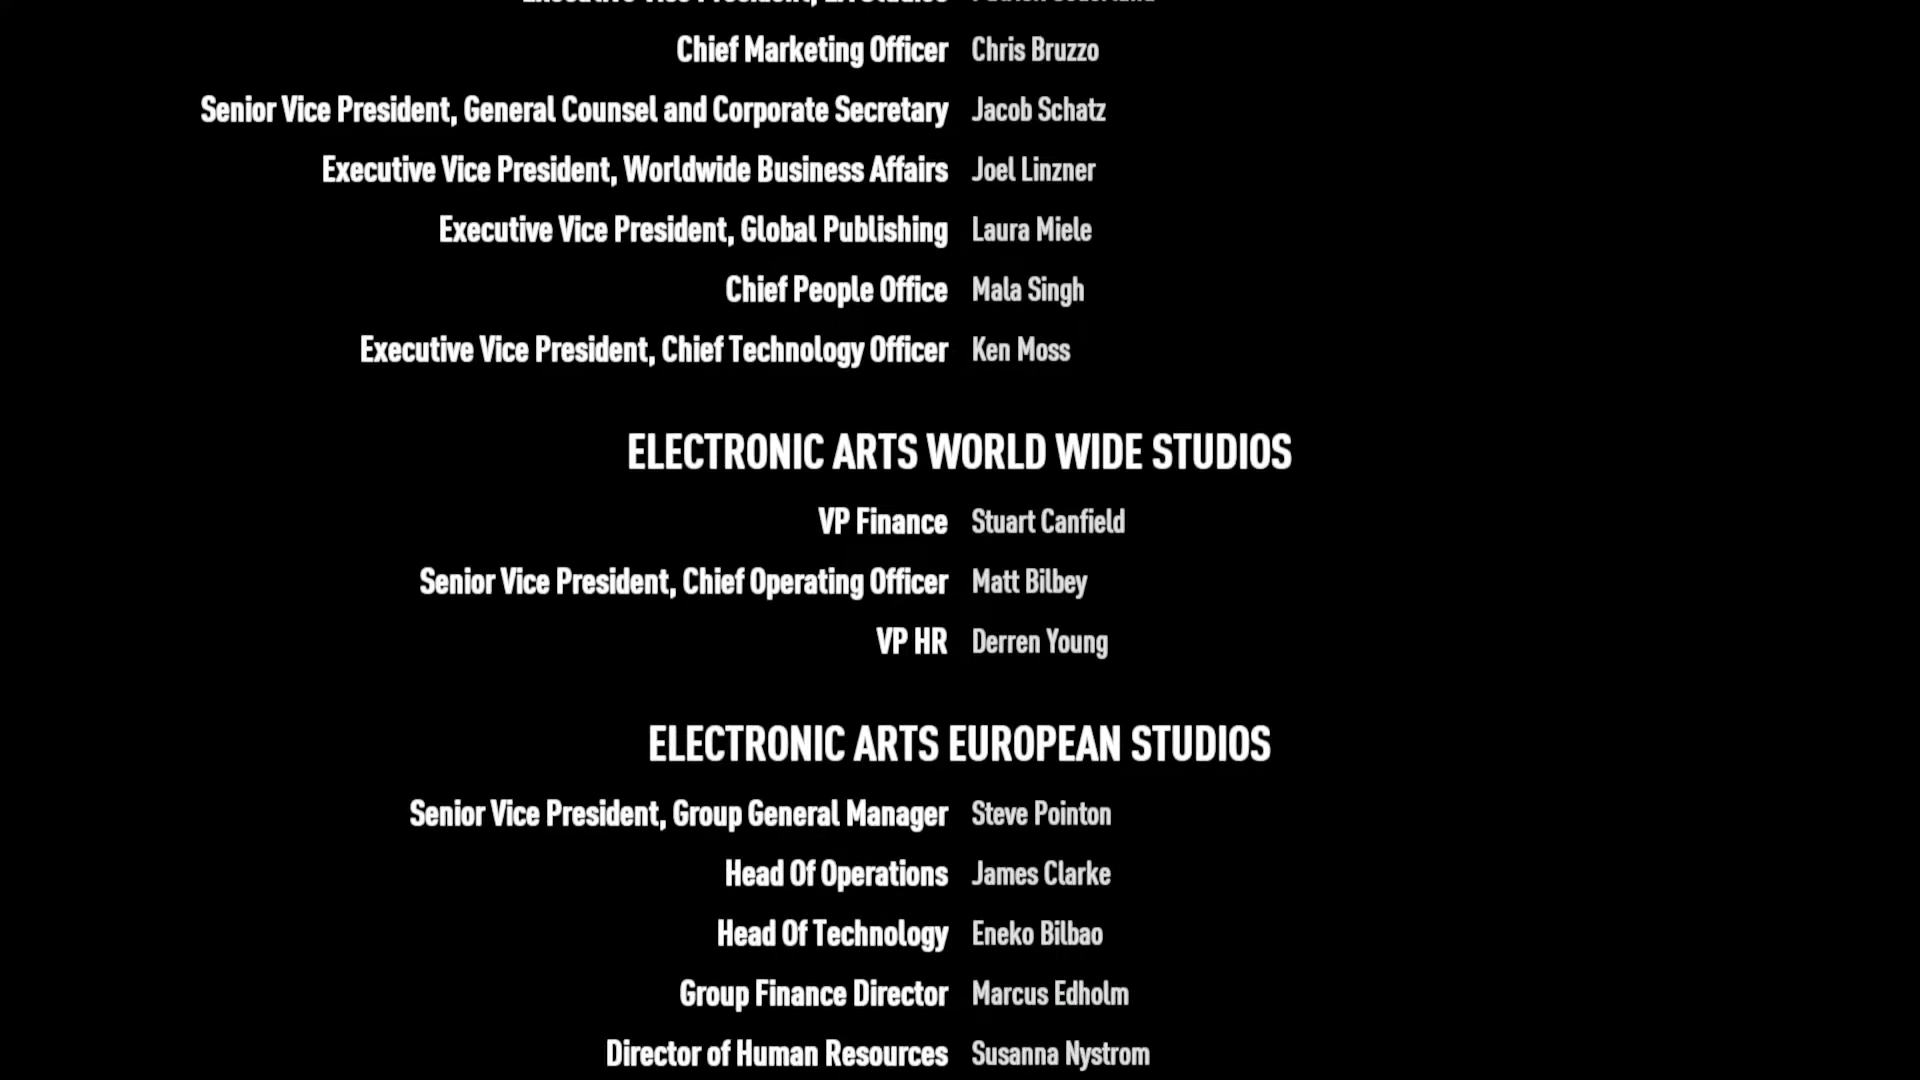 Chief Marketing Officer Chris Bruzzo
Senior Vice President, General Counsel and Corporate Secretary Jacob Schatz
Executive Vice President, Worldwide Business Affairs Joel Linzner
Executive Vice President, Global Publishing Laura Miele
Chief People Office Mala Singh
Executive Vice President, Chief Technology Officer Ken Moss
ELECTRONIC ARTS WORLD WIDE STUDIOS
VP Finance Stuart Canfield
Senior Vice President, Chief Operating Officer Matt Bilbey
VP HR Derren Young
ELECTRONIC ARTS EUROPEAN STUDIOS
Senior Vice President, Group General Manager Steve Pointon
Head Of Operations James Clarke
Head Of Technology Eneko Bilbao
Group Finance Director Marcus Edholm
Director of Human Resources Susanna Nystrom